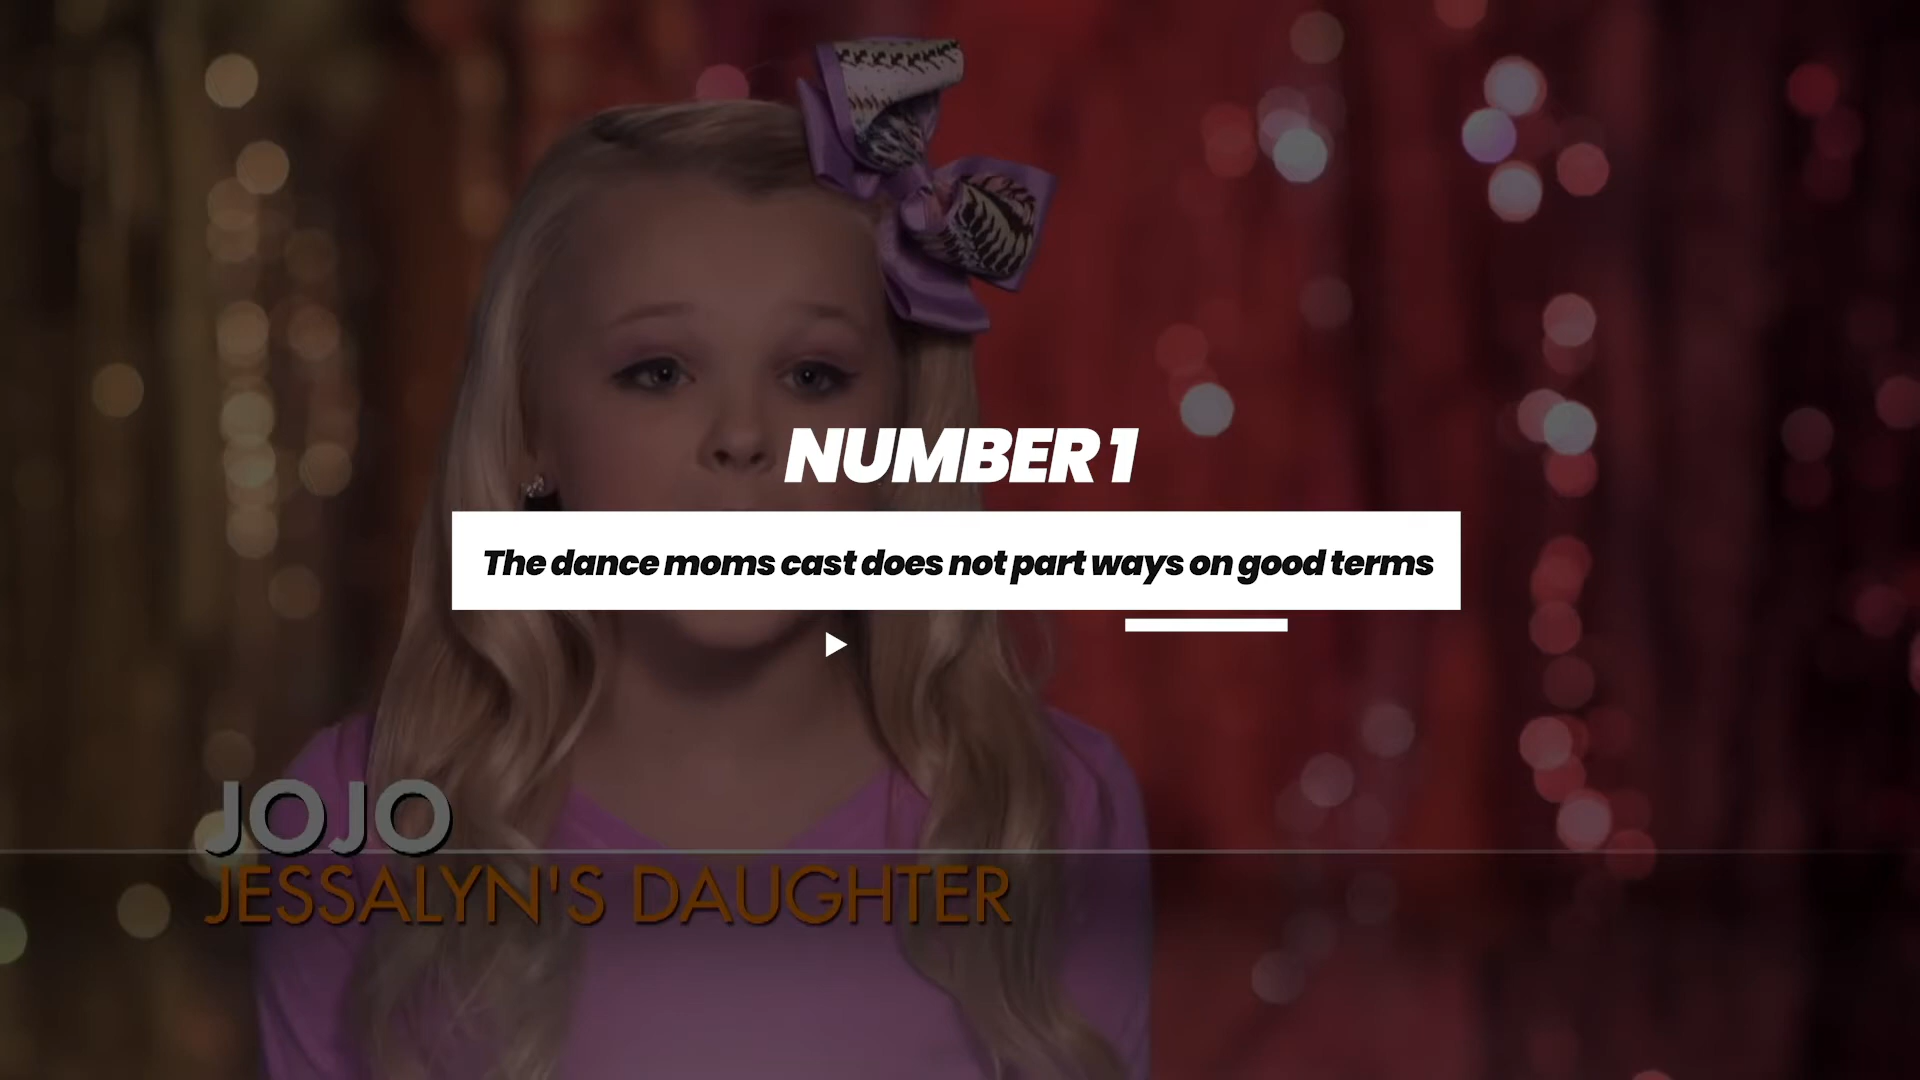 NUMBER 1
The dance moms cast does not part ways on good terms
JOJO
JESSALYN'S DAUGHTER